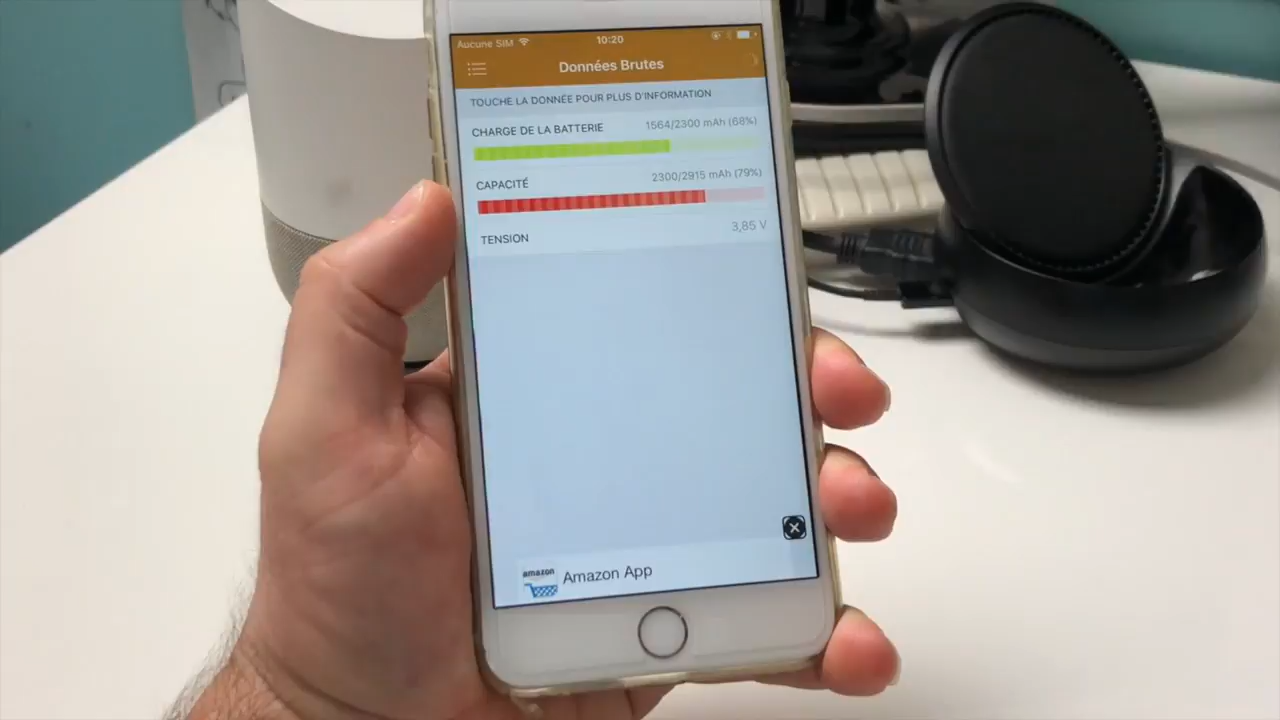 Aucune SIM 10:20
Données Brutes
TOUCHE LA DONNÉE POUR PLUS D'INFORMATION
CHARGE DE LA BATTERIE 1564/2300 mAh (68%)
CAPACITÉ 2300/2915 mAh (79%)
TENSION 3,85 V
amazon Amazon App